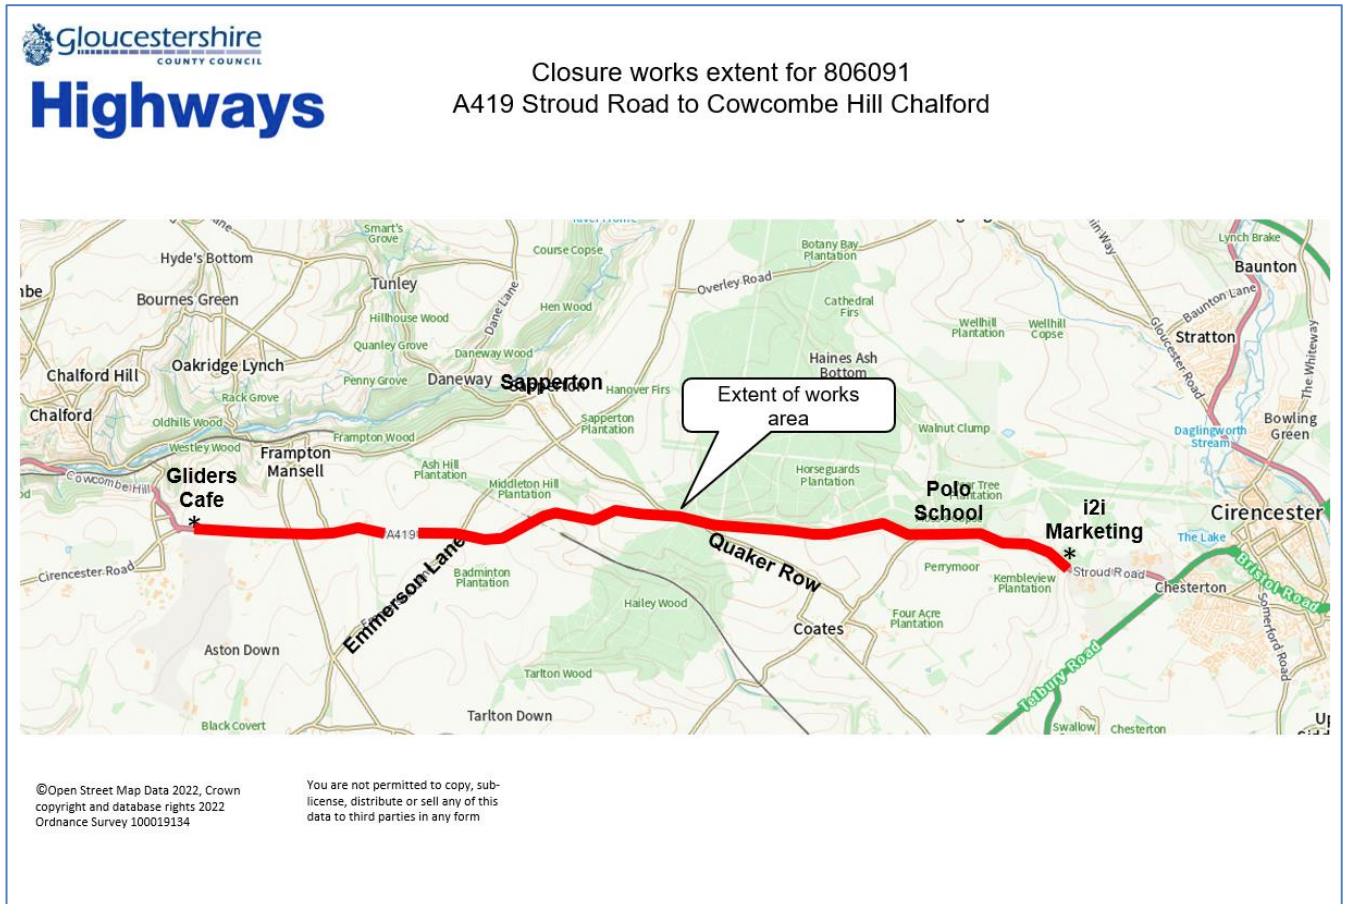 Gloucestershire
COUNTY COUNCIL
Highways
Closure works extent for 806091
A419 Stroud Road to Cowcombe Hill Chalford
Smart's
Grove
Hyde's Bottom
Course Copse
Botany Bay
Plantation
Lynch Brake
Baunton
Tunley
Overley Road
Bournes Green
Dane Lane
Hen Wood
Cathedral
Firs
Baunton Lane
Hillhouse Wood
Wellhill
Plantation
Wellhill
Copse
Gloucester Road
Stratton
The Whiteway
Quanley Grove
Daneway Wood
Haines Ash
Bottom
Oakridge Lynch
Chalford Hill
Penny Grove
Daneway
Sapperton
Hanover Firs
Extent of works
area
Rack Grove
Chalford
Oldhills Wood
Sapperton
Plantation
Walnut Clump
Bowling
Green
Daglingworth
Stream
Westley Wood
Frampton Wood
Frampton
Mansell
Cowcombe Hill
Gliders
Cafe
*
Ash Hill
Plantation
Middleton Hill
Plantation
Horseguards
Plantation
Polo
School
i2i
Marketing
*
Cirencester
The Lake
A419
Emmerson Lane
Quaker Row
Cirencester Road
Badminton
Plantation
Perrymoor
Kembleview
Plantation
Stroud Road
Chesterton
Bristol Road
Somerford Road
Hailey Wood
Four Acre
Plantation
Coates
Aston Down
Tarlton Wood
Tetbury Road
Tarlton Down
Black Covert
Swallow
Chesterton
©Open Street Map Data 2022, Crown
copyright and database rights 2022
Ordnance Survey 100019134
You are not permitted to copy, sub-
license, distribute or sell any of this
data to third parties in any form